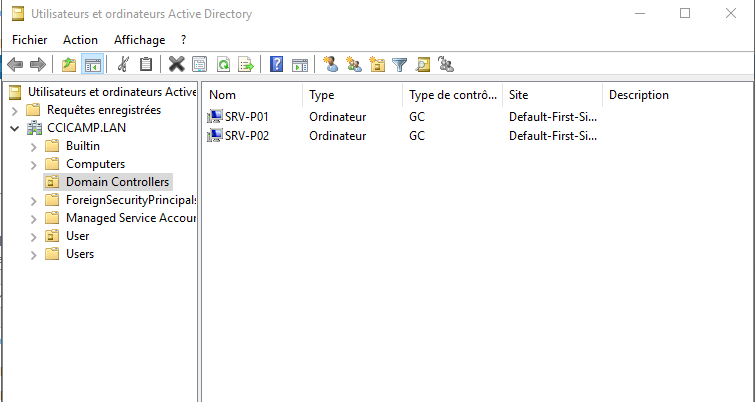 Utilisateurs et ordinateurs Active Directory
Fichier Action Affichage ?
Utilisateurs et ordinateurs Active
Requêtes enregistrées
CCICAMP.LAN
Builtin
Computers
Domain Controllers
ForeignSecurityPrincipals
Managed Service Accour
User
Users
Nom Type Type de contrô... Site Description
SRV-P01 Ordinateur GC Default-First-Si...
SRV-P02 Ordinateur GC Default-First-Si...